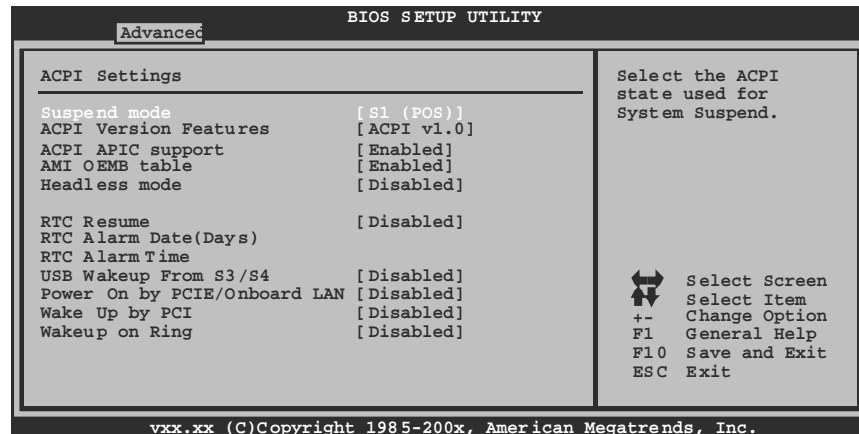 BIOS SETUP UTILITY
Advanced
ACPI Settings
Suspend mode [S1 (POS)]
ACPI Version Features [ACPI v1.0]
ACPI APIC support [Enabled]
AMI OEMB table [Enabled]
Headless mode [Disabled]
RTC Resume [Disabled]
RTC Alarm Date(Days)
RTC Alarm Time
USB Wakeup From S3/S4 [Disabled]
Power On by PCIE/Onboard LAN [Disabled]
Wake Up by PCI [Disabled]
Wakeup on Ring [Disabled]
Select the ACPI
state used for
System Suspend.
Select Screen
Select Item
+- Change Option
F1 General Help
F10 Save and Exit
ESC Exit
vxx.xx (C)Copyright 1985-200x, American Megatrends, Inc.